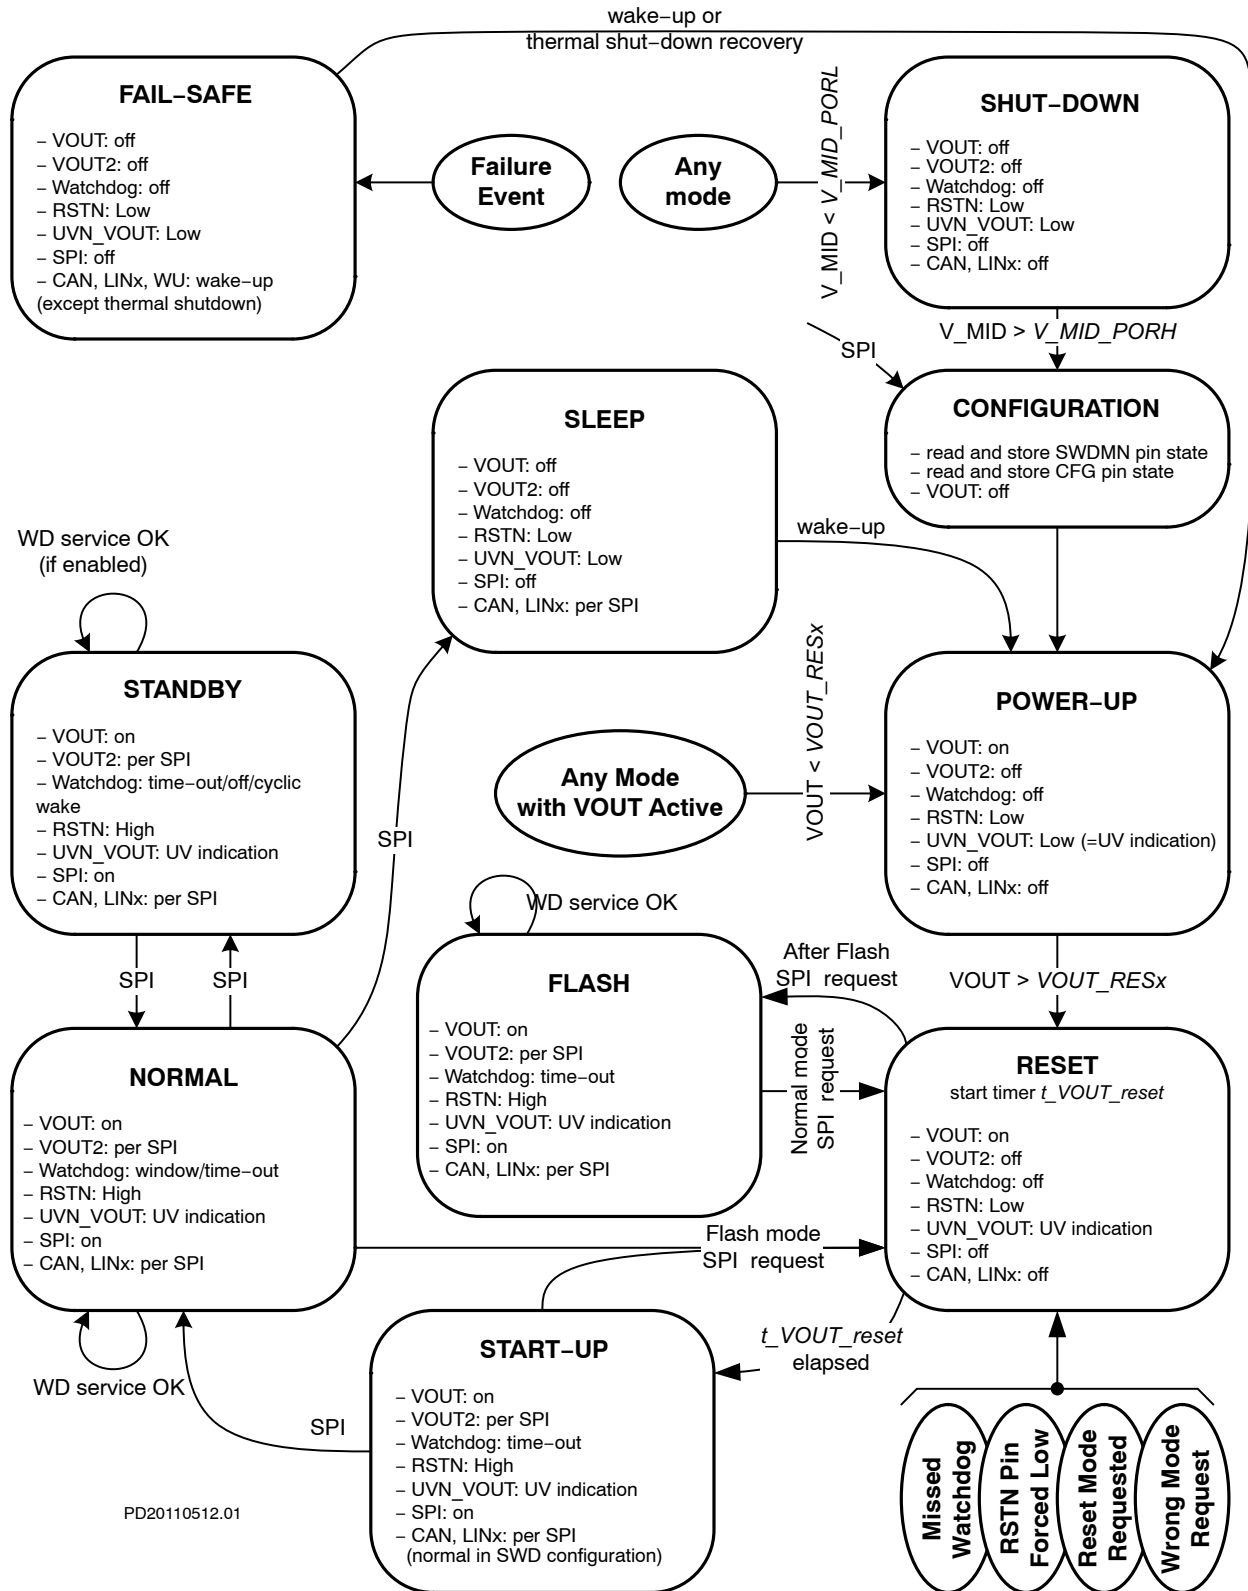 wake−up or
thermal shut−down recovery
FAIL−SAFE
− VOUT: off
− VOUT2: off
− Watchdog: off
− RSTN: Low
− UVN_VOUT: Low
− SPI: off
− CAN, LINx, WU: wake−up
(except thermal shutdown)
Failure
Event
Any
mode
V_MID < V_MID_PORL
SHUT−DOWN
− VOUT: off
− VOUT2: off
− Watchdog: off
− RSTN: Low
− UVN_VOUT: Low
− SPI: off
− CAN, LINx: off
V_MID > V_MID_PORH
SPI
CONFIGURATION
− read and store SWDMN pin state
− read and store CFG pin state
− VOUT: off
SLEEP
− VOUT: off
− VOUT2: off
− Watchdog: off
− RSTN: Low
− UVN_VOUT: Low
− SPI: off
− CAN, LINx: per SPI
wake−up
WD service OK
(if enabled)
STANDBY
− VOUT: on
− VOUT2: per SPI
− Watchdog: time−out/off/cyclic
wake
− RSTN: High
− UVN_VOUT: UV indication
− SPI: on
− CAN, LINx: per SPI
SPI
Any Mode
with VOUT Active
VOUT < VOUT_RESx
POWER−UP
− VOUT: on
− VOUT2: off
− Watchdog: off
− RSTN: Low
− UVN_VOUT: Low (=UV indication)
− SPI: off
− CAN, LINx: off
SPI
SPI
WD service OK
FLASH
− VOUT: on
− VOUT2: per SPI
− Watchdog: time−out
− RSTN: High
− UVN_VOUT: UV indication
− SPI: on
− CAN, LINx: per SPI
After Flash
SPI request
VOUT > VOUT_RESx
Normal mode
SPI request
NORMAL
− VOUT: on
− VOUT2: per SPI
− Watchdog: window/time−out
− RSTN: High
− UVN_VOUT: UV indication
− SPI: on
− CAN, LINx: per SPI
RESET
start timer t_VOUT_reset
− VOUT: on
− VOUT2: off
− Watchdog: off
− RSTN: Low
− UVN_VOUT: UV indication
− SPI: off
− CAN, LINx: off
Flash mode
SPI request
WD service OK
SPI
START−UP
− VOUT: on
− VOUT2: per SPI
− Watchdog: time−out
− RSTN: High
− UVN_VOUT: UV indication
− SPI: on
− CAN, LINx: per SPI
(normal in SWD configuration)
t_VOUT_reset
elapsed
Missed
Watchdog
RSTN Pin
Forced Low
Reset Mode
Requested
Wrong Mode
Request
PD20110512.01